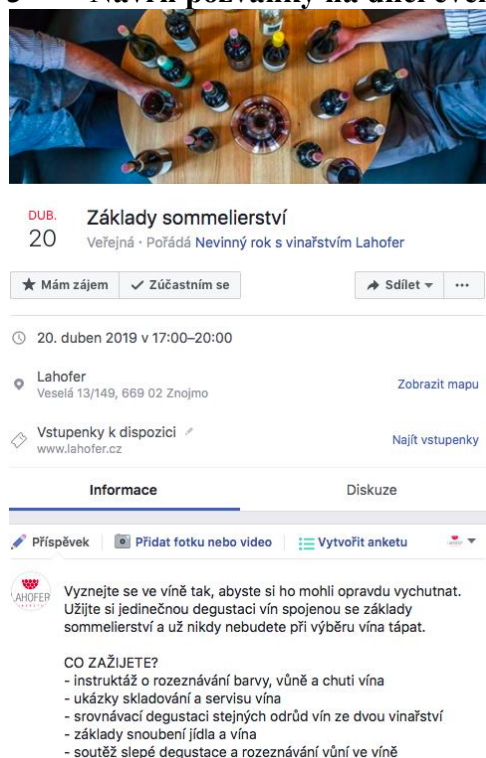 DUB.
20
Základy sommelierství
Veřejná · Pořádá Nevinný rok s vinařstvím Lahofer
Mám zájem
Zúčastním se
Sdílet
20. duben 2019 v 17:00–20:00
Lahofer
Veselá 13/149, 669 02 Znojmo
Zobrazit mapu
Vstupenky k dispozici
www.lahofer.cz
Najít vstupenky
Informace
Diskuze
Příspěvek
Přidat fotku nebo video
Vytvořit anketu
LAHOFER
Vyznejte se ve víně tak, abyste si ho mohli opravdu vychutnat.
Užijte si jedinečnou degustaci vín spojenou se základy
sommelierství a už nikdy nebudete při výběru vína tápat.
CO ZAŽIJETE?
- instruktáž o rozeznávání barvy, vůně a chuti vína
- ukázky skladování a servisu vína
- srovnávací degustaci stejných odrůd vín ze dvou vinařství
- základy snoubení jídla a vína
- soutěž slepé degustace a rozeznávání vůní ve víně